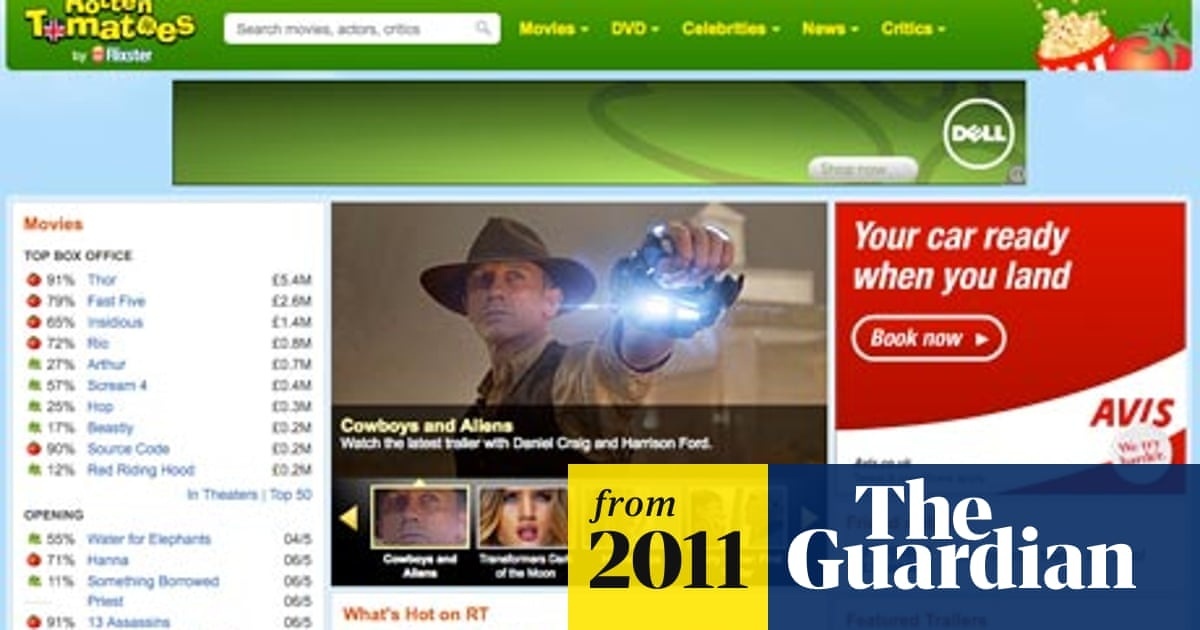 Rotten
Tomatoes
by Flixster
Search movies, actors, critics
Movies
DVD
Celebrities
News
Critics
DELL
Shop now
Movies
TOP BOX OFFICE
91% Thor £5.4M
79% Fast Five £2.6M
65% Insidious £1.4M
72% Rio £0.8M
27% Arthur £0.7M
57% Scream 4 £0.4M
25% Hop £0.3M
17% Beastly £0.2M
90% Source Code £0.2M
12% Red Riding Hood £0.2M
In Theaters | Top 50
OPENING
55% Water for Elephants 04/5
71% Hanna 06/5
11% Something Borrowed 06/5
Priest 06/5
91% 13 Assassins 06/5
Cowboys and Aliens
Watch the latest trailer with Daniel Craig and Harrison Ford.
Cowboys and
Aliens
Transformers Dark
of the Moon
What's Hot on RT
Your car ready
when you land
Book now
AVIS
We try
harder.
Avis.co.uk
Featured Trailers
from
2011
The
Guardian